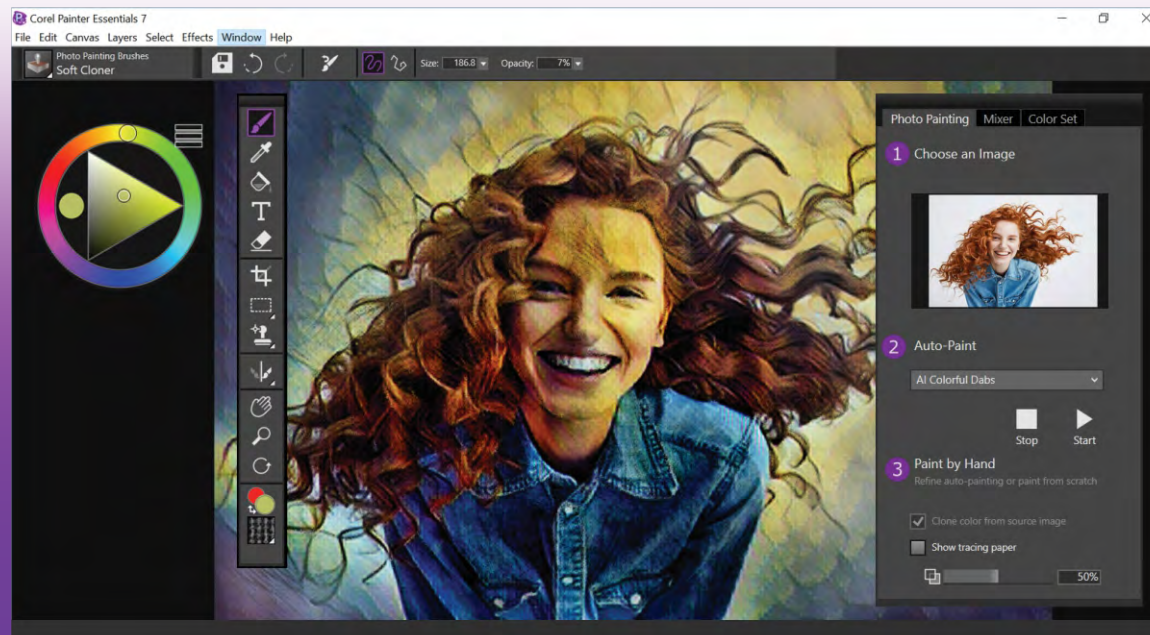 Corel Painter Essentials 7
File Edit Canvas Layers Select Effects Window Help
Photo Painting Brushes
Soft Cloner
Size: 186.8
Opacity: 7%
Photo Painting Mixer Color Set
1 Choose an Image
2 Auto-Paint
AI Colorful Dabs
Stop Start
3 Paint by Hand
Refine auto-painting or paint from scratch
Clone color from source image
Show tracing paper
50%